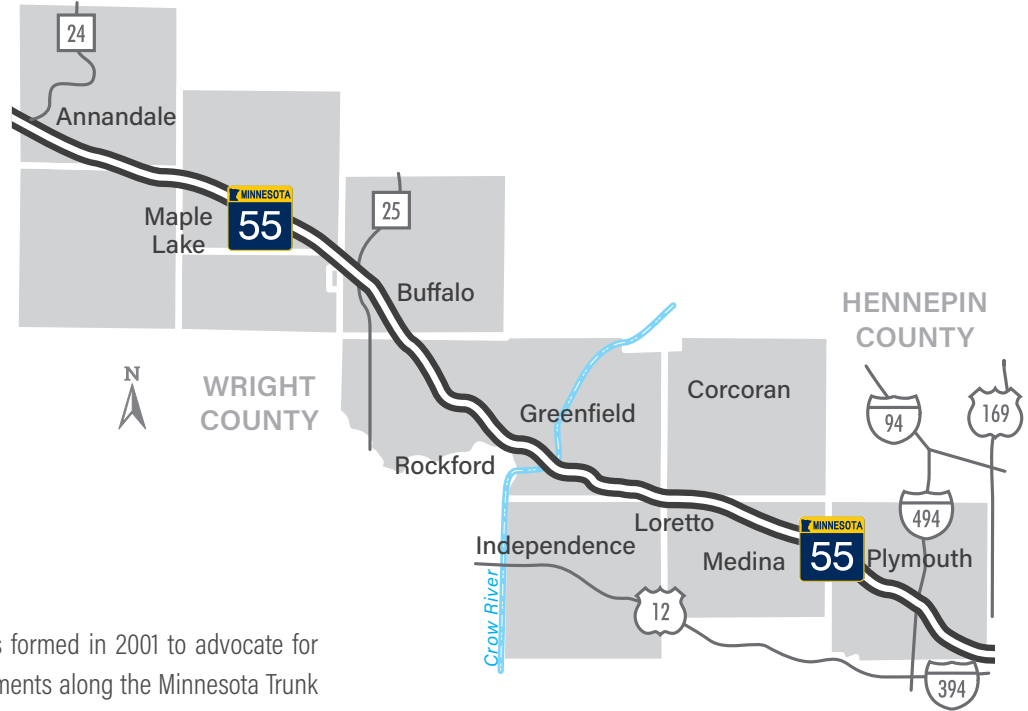 24
Annandale
MINNESOTA
55
Maple
Lake
25
Buffalo
HENNEPIN
COUNTY
N
WRIGHT
COUNTY
Corcoran
Greenfield
94
169
Rockford
494
Loretto
MINNESOTA
55
Independence
Medina
Plymouth
Crow River
12
394
formed in 2001 to advocate for
along the Minnesota Trunk